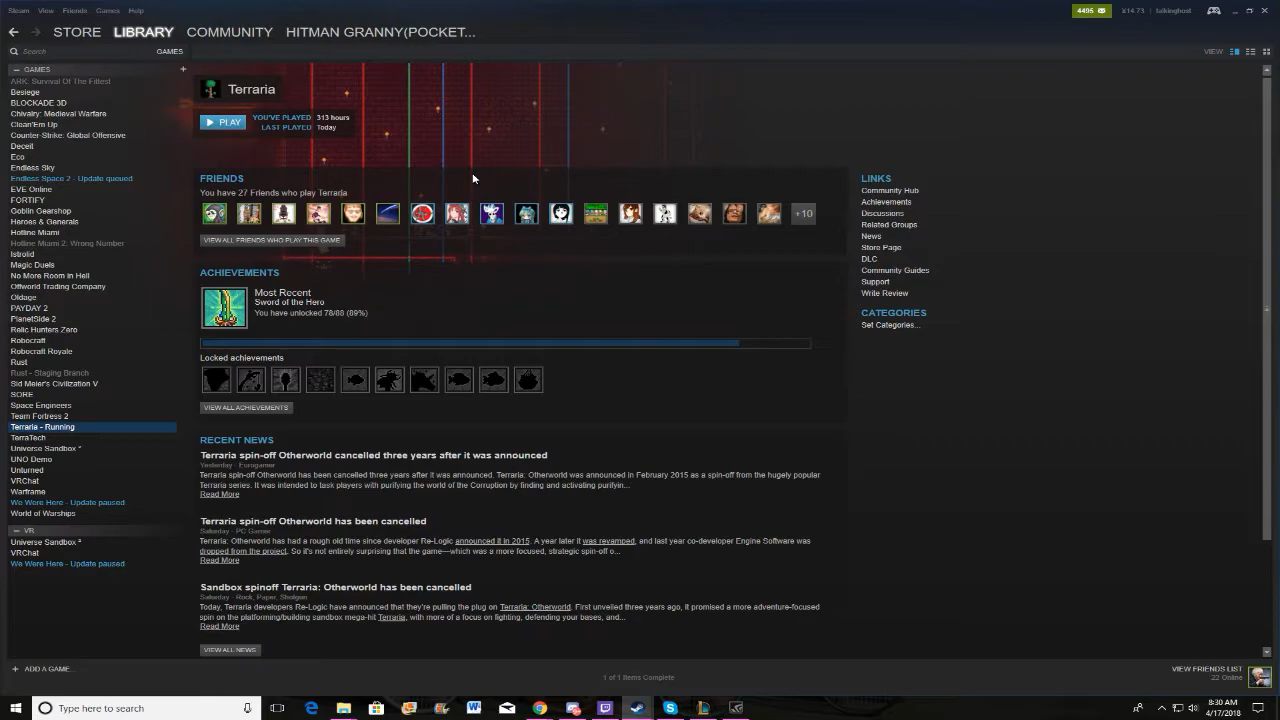 Steam View Friends Games Help
4495 ¥14.73 talkinghost
STORE LIBRARY COMMUNITY HITMAN GRANNY(POCKET...
Search GAMES VIEW
GAMES
ARK: Survival Of The Fittest
Besiege
BLOCKADE 3D
Chivalry: Medieval Warfare
Clean'Em Up
Counter-Strike: Global Offensive
Deceit
Eco
Endless Sky
Endless Space 2 - Update queued
EVE Online
FORTIFY
Goblin Gearshop
Heroes & Generals
Hotline Miami
Hotline Miami 2: Wrong Number
Istrolid
Magic Duels
No More Room in Hell
Offworld Trading Company
Oldage
PAYDAY 2
PlanetSide 2
Relic Hunters Zero
Robocraft
Robocraft Royale
Rust
Rust - Staging Branch
Sid Meier's Civilization V
SORE
Space Engineers
Team Fortress 2
Terraria - Running
TerraTech
Universe Sandbox ²
UNO Demo
Unturned
VRChat
Warframe
We Were Here - Update paused
World of Warships
VR
Universe Sandbox ²
VRChat
We Were Here - Update paused
Terraria
PLAY
YOU'VE PLAYED 313 hours
LAST PLAYED Today
FRIENDS
You have 27 Friends who play Terraria
+10
VIEW ALL FRIENDS WHO PLAY THIS GAME
ACHIEVEMENTS
Most Recent
Sword of the Hero
You have unlocked 78/88 (89%)
Locked achievements
VIEW ALL ACHIEVEMENTS
RECENT NEWS
Terraria spin-off Otherworld cancelled three years after it was announced
Yesterday - Eurogamer
Terraria spin-off Otherworld has been cancelled three years after it was announced. Terraria: Otherworld was announced in February 2015 as a spin-off from the hugely popular
Terraria series. It was intended to task players with purifying the world of the Corruption by finding and activating purifyin...
Read More
Terraria spin-off Otherworld has been cancelled
Saturday - PC Gamer
Terraria: Otherworld has had a rough old time since developer Re-Logic announced it in 2015. A year later it was revamped, and last year co-developer Engine Software was
dropped from the project. So it's not entirely surprising that the game—which was a more focused, strategic spin-off o...
Read More
Sandbox spinoff Terraria: Otherworld has been cancelled
Saturday - Rock, Paper, Shotgun
Today, Terraria developers Re-Logic have announced that they're pulling the plug on Terraria: Otherworld. First unveiled three years ago, it promised a more adventure-focused
spin on the platforming/building sandbox mega-hit Terraria, with more of a focus on fighting, defending your bases, and...
Read More
VIEW ALL NEWS
LINKS
Community Hub
Achievements
Discussions
Related Groups
News
Store Page
DLC
Community Guides
Support
Write Review
CATEGORIES
Set Categories...
ADD A GAME...
1 of 1 Items Complete
VIEW FRIENDS LIST
22 Online
Type here to search
8:30 AM
4/17/2018